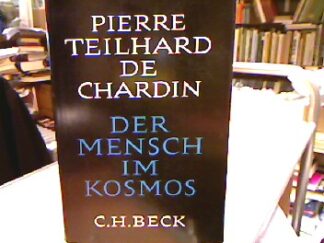 PIERRE
TEILHARD
DE
CHARDIN
DER
MENSCH
IM
KOSMOS
C.H.BECK